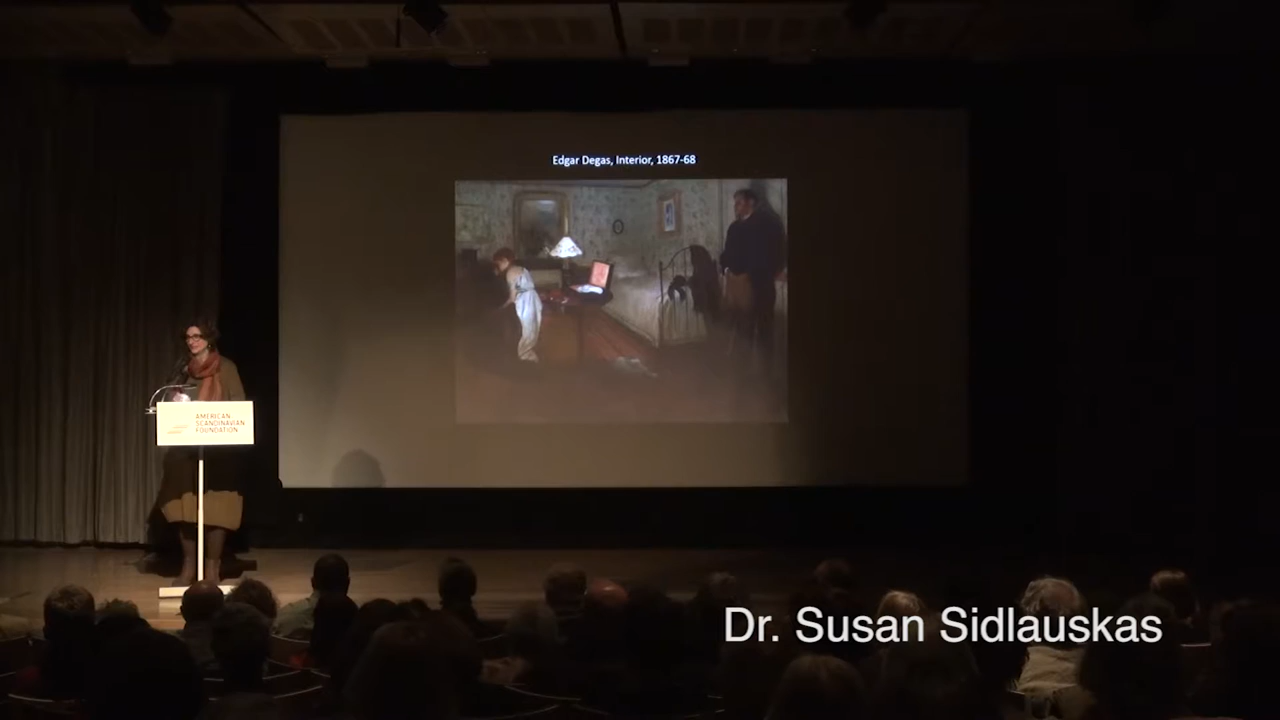 Edgar Degas, Interior, 1867-68
AMERICAN
SCANDINAVIAN
FOUNDATION
Dr. Susan Sidlauskas